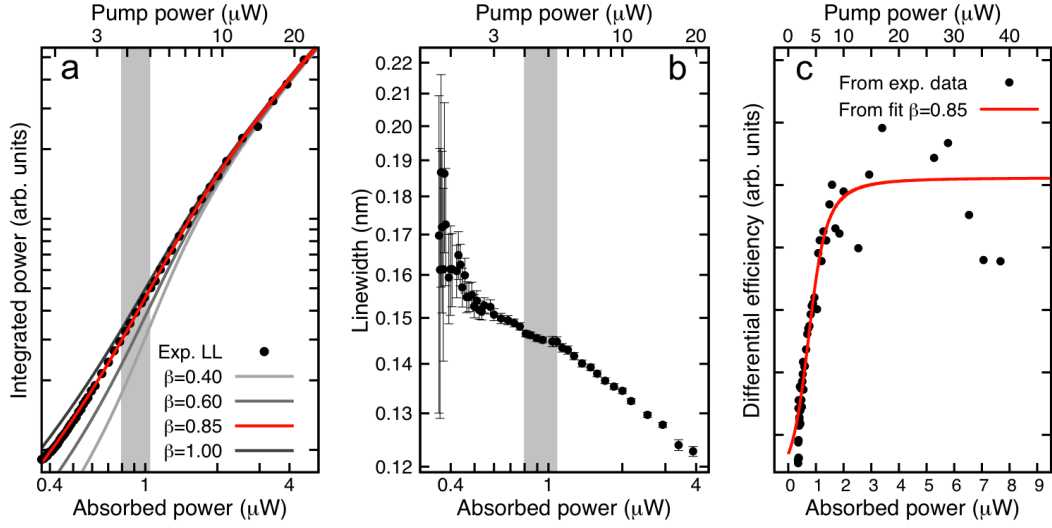 Pump power (μW)
3 5 10 20
a
Integrated power (arb. units)
Exp. LL
β=0.40
β=0.60
β=0.85
β=1.00
0.4 1 4
Absorbed power (μW)
Pump power (μW)
3 5 10 20
b
Linewidth (nm)
0.22
0.21
0.20
0.19
0.18
0.17
0.16
0.15
0.14
0.13
0.12
0.4 1 4
Absorbed power (μW)
Pump power (μW)
0 5 10 20 30 40
c
From exp. data
From fit β=0.85
Differential efficiency (arb. units)
0 1 2 3 4 5 6 7 8 9
Absorbed power (μW)